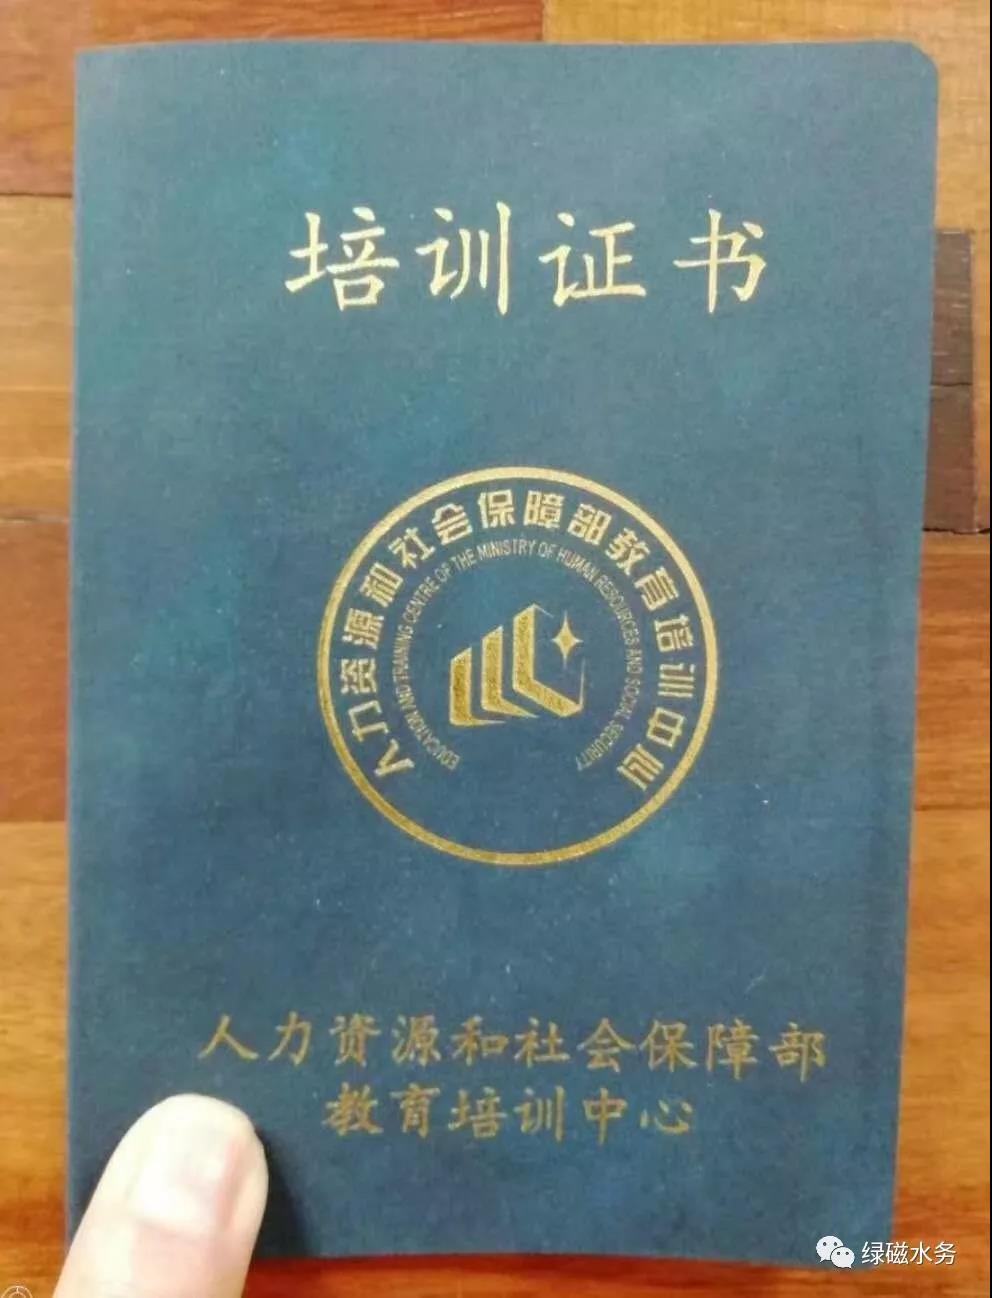 培训证书
人力资源和社会保障部教育培训中心
EDUCATION AND TRAINING CENTRE OF THE MINISTRY OF HUMAN RESOURCES AND SOCIAL SECURITY
人力资源和社会保障部
教育培训中心
绿磁水务